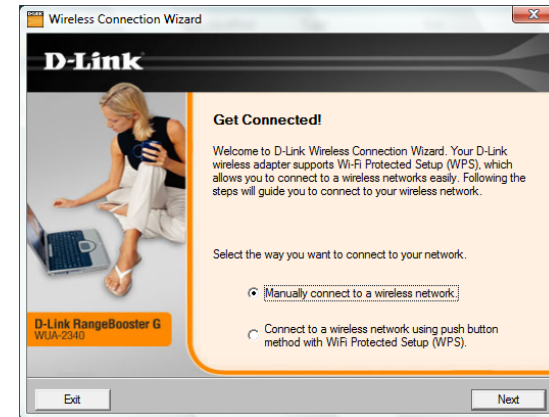 Wireless Connection Wizard
D-Link
Get Connected!
Welcome to D-Link Wireless Connection Wizard. Your D-Link
wireless adapter supports Wi-Fi Protected Setup (WPS), which
allows you to connect to a wireless networks easily. Following the
steps will guide you to connect to your wireless network.
Select the way you want to connect to your network.
Manually connect to a wireless network.
Connect to a wireless network using push button
method with WiFi Protected Setup (WPS).
D-Link RangeBooster G
WUA-2340
Exit
Next